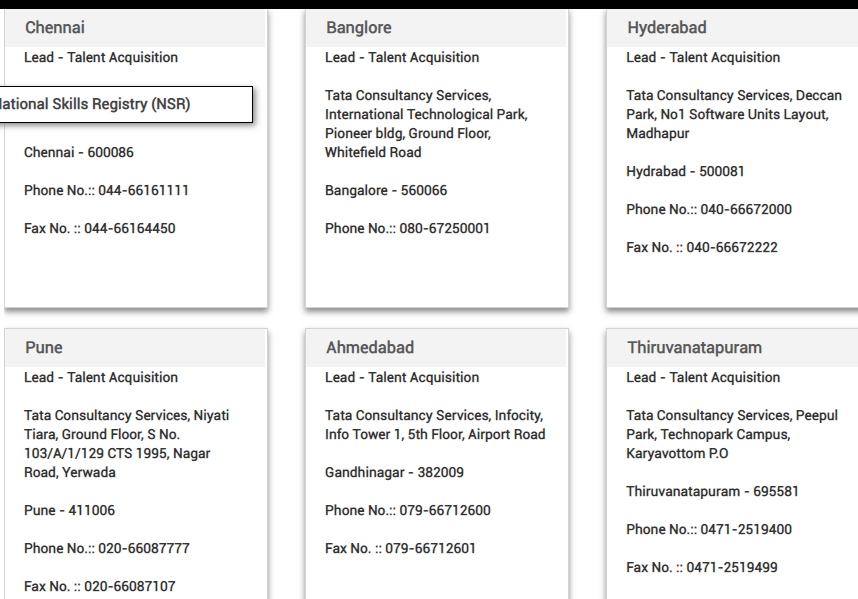 Chennai
Lead - Talent Acquisition
National Skills Registry (NSR)
Chennai - 600086
Phone No.:: 044-66161111
Fax No. :: 044-66164450
Banglore
Lead - Talent Acquisition
Tata Consultancy Services,
International Technological Park,
Pioneer bldg, Ground Floor,
Whitefield Road
Bangalore - 560066
Phone No.:: 080-67250001
Hyderabad
Lead - Talent Acquisition
Tata Consultancy Services, Deccan
Park, No1 Software Units Layout,
Madhapur
Hydrabad - 500081
Phone No.:: 040-66672000
Fax No. :: 040-66672222
Pune
Lead - Talent Acquisition
Tata Consultancy Services, Niyati
Tiara, Ground Floor, S No.
103/A/1/129 CTS 1995, Nagar
Road, Yerwada
Pune - 411006
Phone No.:: 020-66087777
Fax No. :: 020-66087107
Ahmedabad
Lead - Talent Acquisition
Tata Consultancy Services, Infocity,
Info Tower 1, 5th Floor, Airport Road
Gandhinagar - 382009
Phone No.:: 079-66712600
Fax No. :: 079-66712601
Thiruvanatapuram
Lead - Talent Acquisition
Tata Consultancy Services, Peepul
Park, Technopark Campus,
Karyavottom P.O
Thiruvanatapuram - 695581
Phone No.:: 0471-2519400
Fax No. :: 0471-2519499